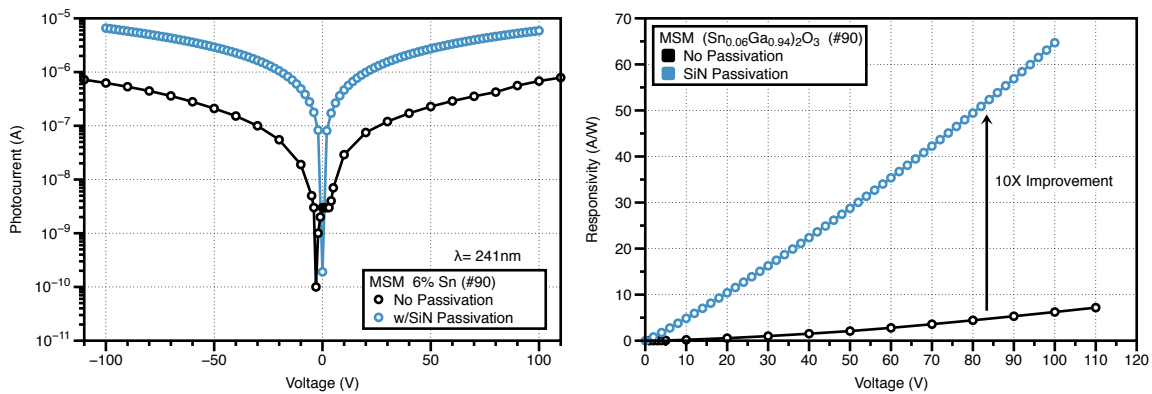 10⁻⁵
10⁻⁶
10⁻⁷
10⁻⁸
10⁻⁹
10⁻¹⁰
10⁻¹¹
Photocurrent (A)
−100
−50
0
50
100
Voltage (V)
λ= 241nm
MSM 6% Sn (#90)
No Passivation
w/SiN Passivation
70
60
50
40
30
20
10
0
Responsivity (A/W)
0
10
20
30
40
50
60
70
80
90
100
110
120
Voltage (V)
MSM (Sn₀.₀₆Ga₀.₉₄)₂O₃ (#90)
No Passivation
SiN Passivation
10X Improvement